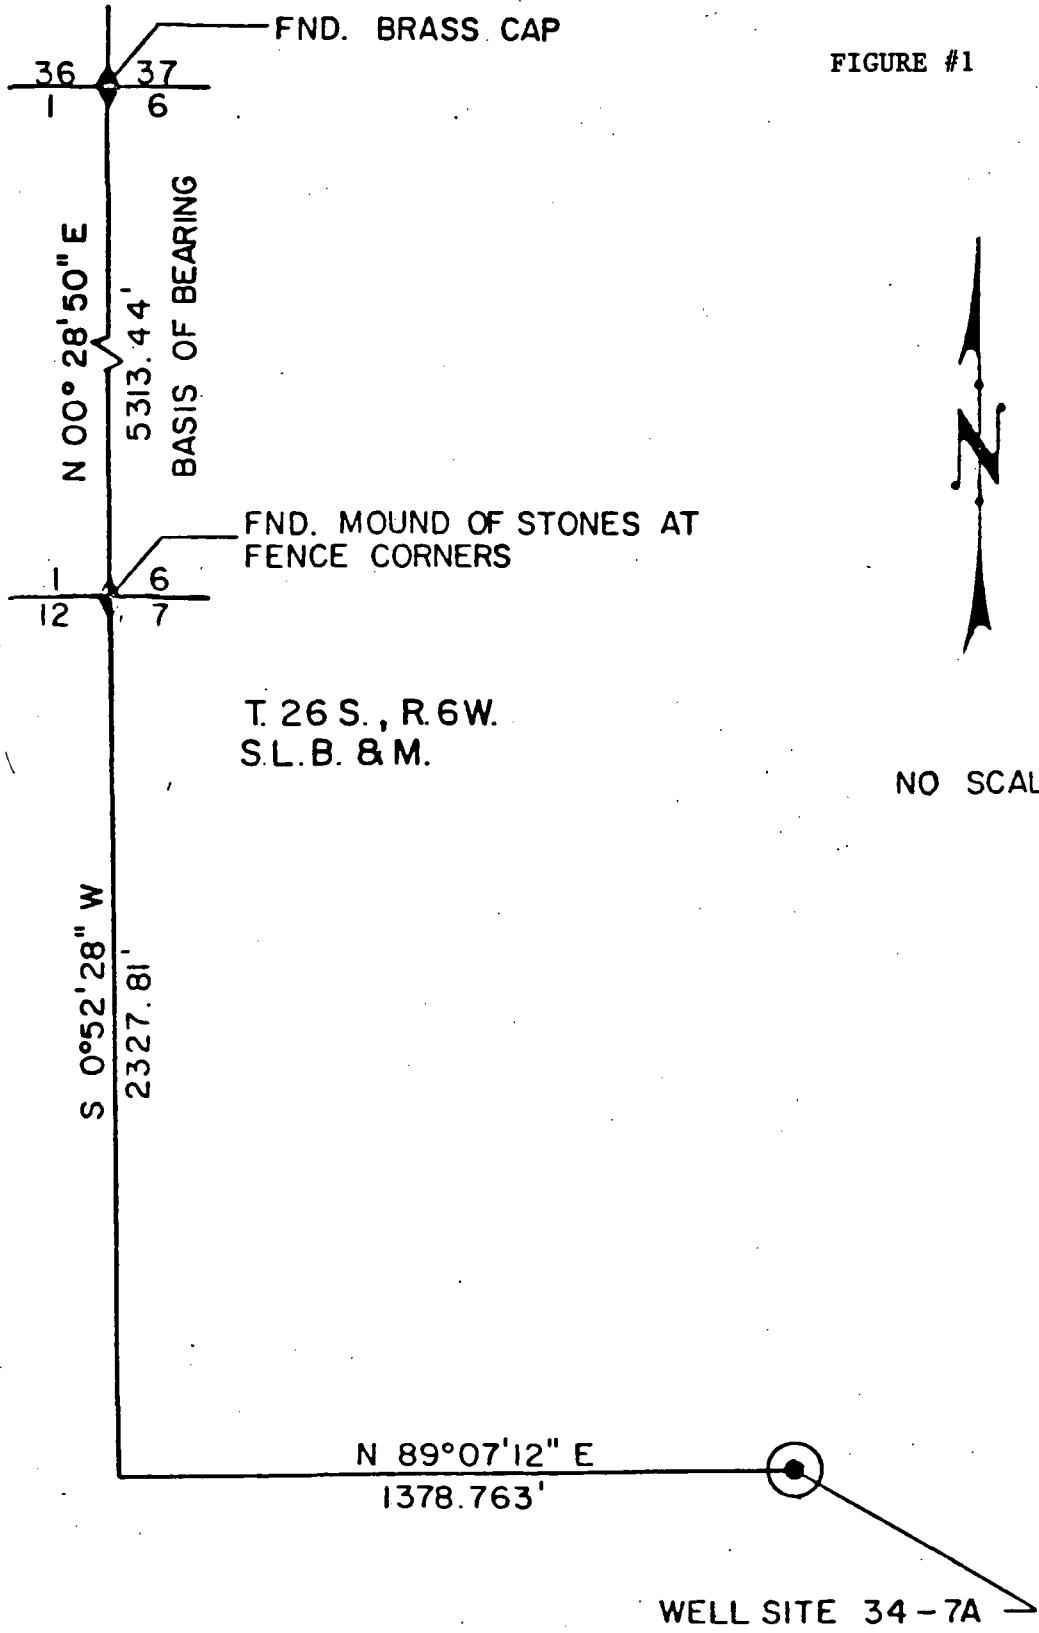 FND. BRASS CAP
FIGURE #1
36 37
1 6
N 00° 28'50" E
5313.44'
BASIS OF BEARING
N
FND. MOUND OF STONES AT
FENCE CORNERS
1 6
12 7
T. 26 S., R. 6W.
S.L.B. & M.
NO SCAL
S 0°52'28" W
2327.81'
N 89°07'12" E
1378.763'
WELL SITE 34-7A